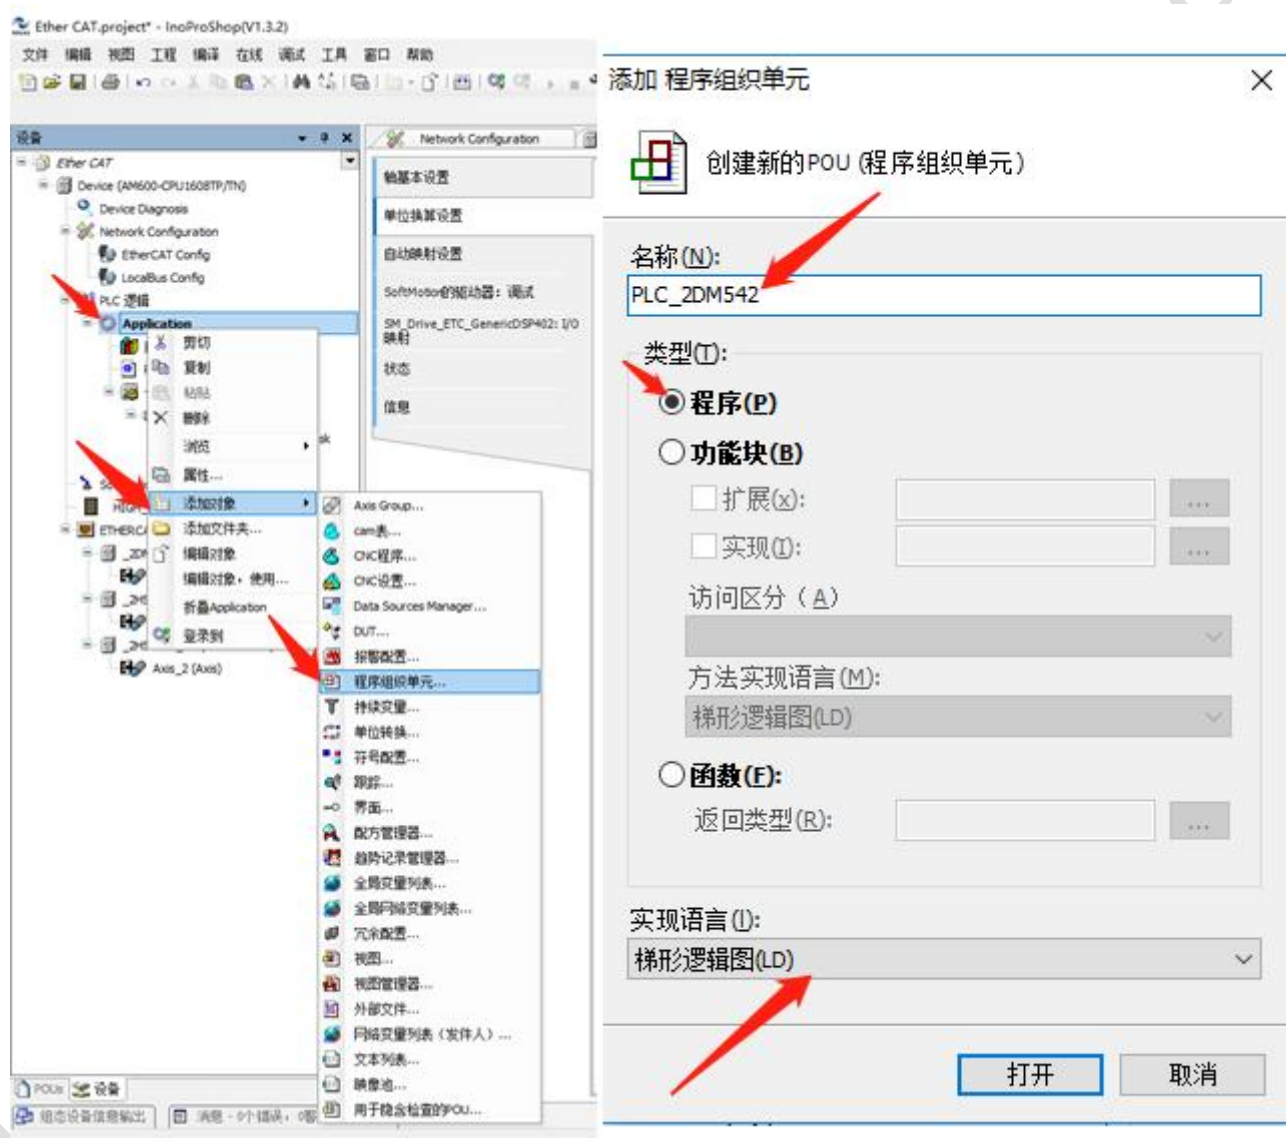 Ether CAT.project* - InoProShop(V1.3.2)
文件 编辑 视图 工程 编译 在线 调试 工具 窗口 帮助
设备
Ether CAT
Device (AM600-CPU1608TP/TN)
Device Diagnosis
Network Configuration
EtherCAT Config
LocalBus Config
PLC 逻辑
Application
ETHERCA
Axis_2 (Axis)
剪切
复制
粘贴
删除
浏览
属性...
添加对象
添加文件夹...
编辑对象
编辑对象，使用...
折叠Application
登录到
Network Configuration
轴基本设置
单位换算设置
自动映射设置
SoftMotion的驱动器：调试
SM_Drive_ETC_GenericDSP402: I/O
映射
状态
信息
Axis Group...
cam表...
CNC程序...
CNC设置...
Data Sources Manager...
DUT...
报警配置...
程序组织单元...
持续变量...
单位转换...
符号配置...
跟踪...
界面...
配方管理器...
趋势记录管理器...
全局变量列表...
全局网络变量列表...
冗余配置...
视图...
视图管理器...
外部文件...
网络变量列表（发件人）...
文本列表...
映像池...
用于隐含检查的POU...
POUs 设备
组态设备信息输出
消息 - 0个错误，0
添加 程序组织单元
创建新的POU (程序组织单元)
名称(N):
PLC_2DM542
类型(T):
程序(P)
功能块(B)
扩展(x):
...
实现(I):
...
访问区分（A）
方法实现语言(M):
梯形逻辑图(LD)
函数(F):
返回类型(R):
...
实现语言(I):
梯形逻辑图(LD)
打开 取消